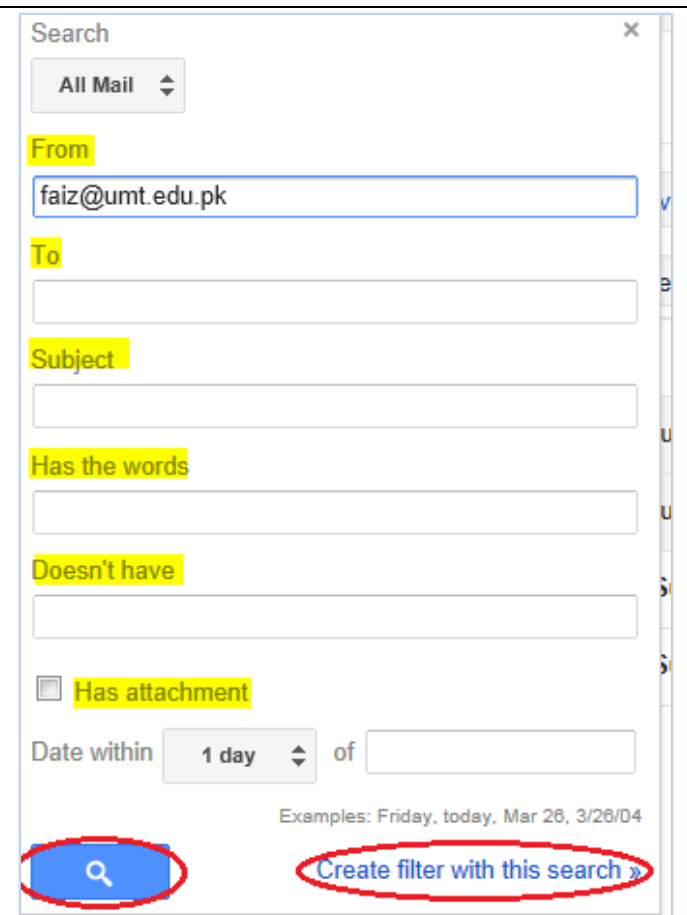 Search ×
All Mail
From
faiz@umt.edu.pk
To
Subject
Has the words
Doesn't have
Has attachment
Date within 1 day of
Examples: Friday, today, Mar 26, 3/26/04
Create filter with this search »